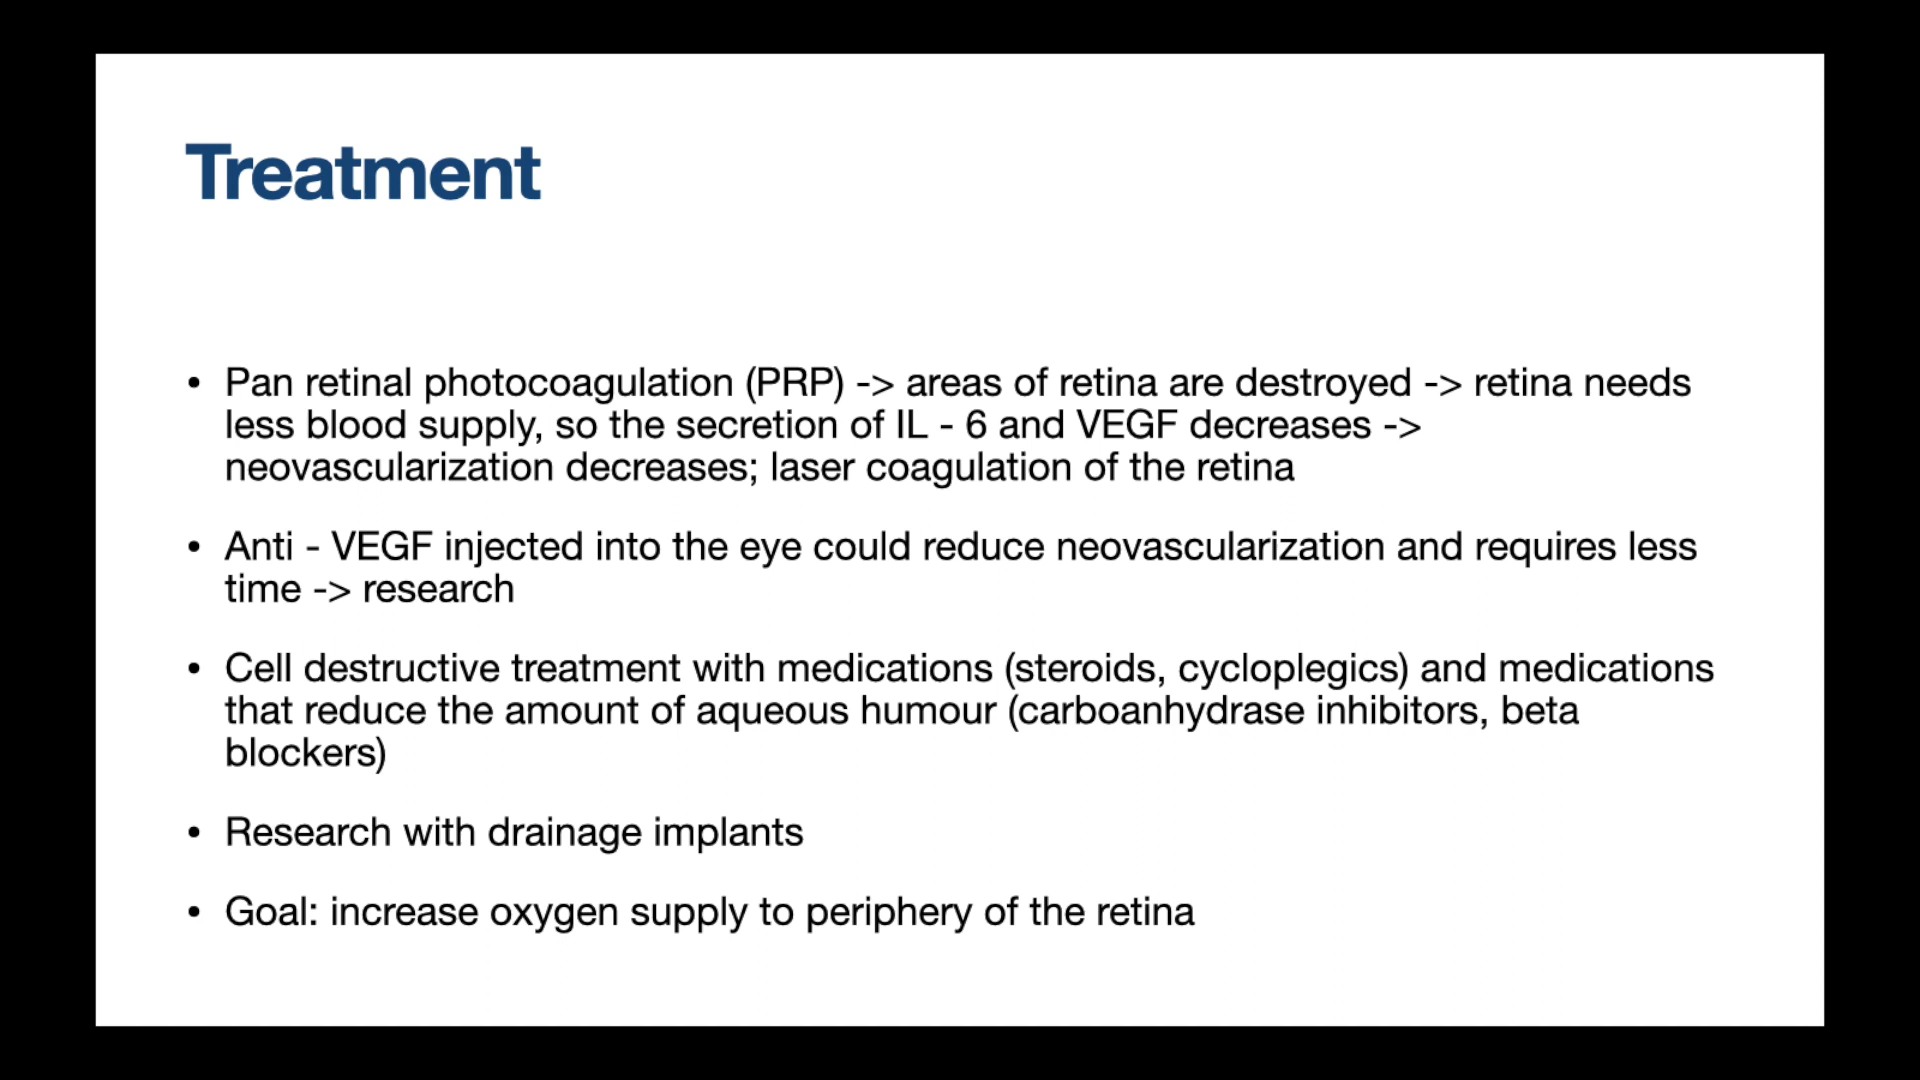 Treatment
• Pan retinal photocoagulation (PRP) -> areas of retina are destroyed -> retina needs
less blood supply, so the secretion of IL - 6 and VEGF decreases ->
neovascularization decreases; laser coagulation of the retina
• Anti - VEGF injected into the eye could reduce neovascularization and requires less
time -> research
• Cell destructive treatment with medications (steroids, cycloplegics) and medications
that reduce the amount of aqueous humour (carboanhydrase inhibitors, beta
blockers)
• Research with drainage implants
• Goal: increase oxygen supply to periphery of the retina